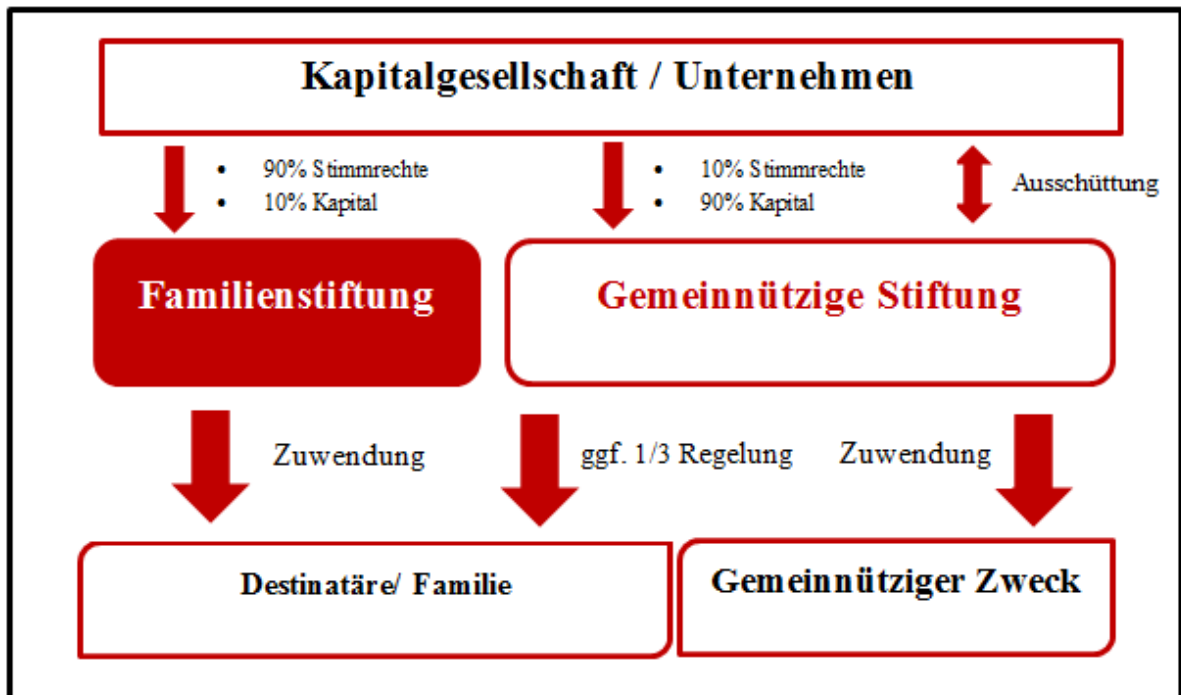 Kapitalgesellschaft / Unternehmen
• 90% Stimmrechte
• 10% Kapital
• 10% Stimmrechte
• 90% Kapital
Ausschüttung
Familienstiftung
Gemeinnützige Stiftung
Zuwendung
ggf. 1/3 Regelung
Zuwendung
Destinatäre/ Familie
Gemeinnütziger Zweck